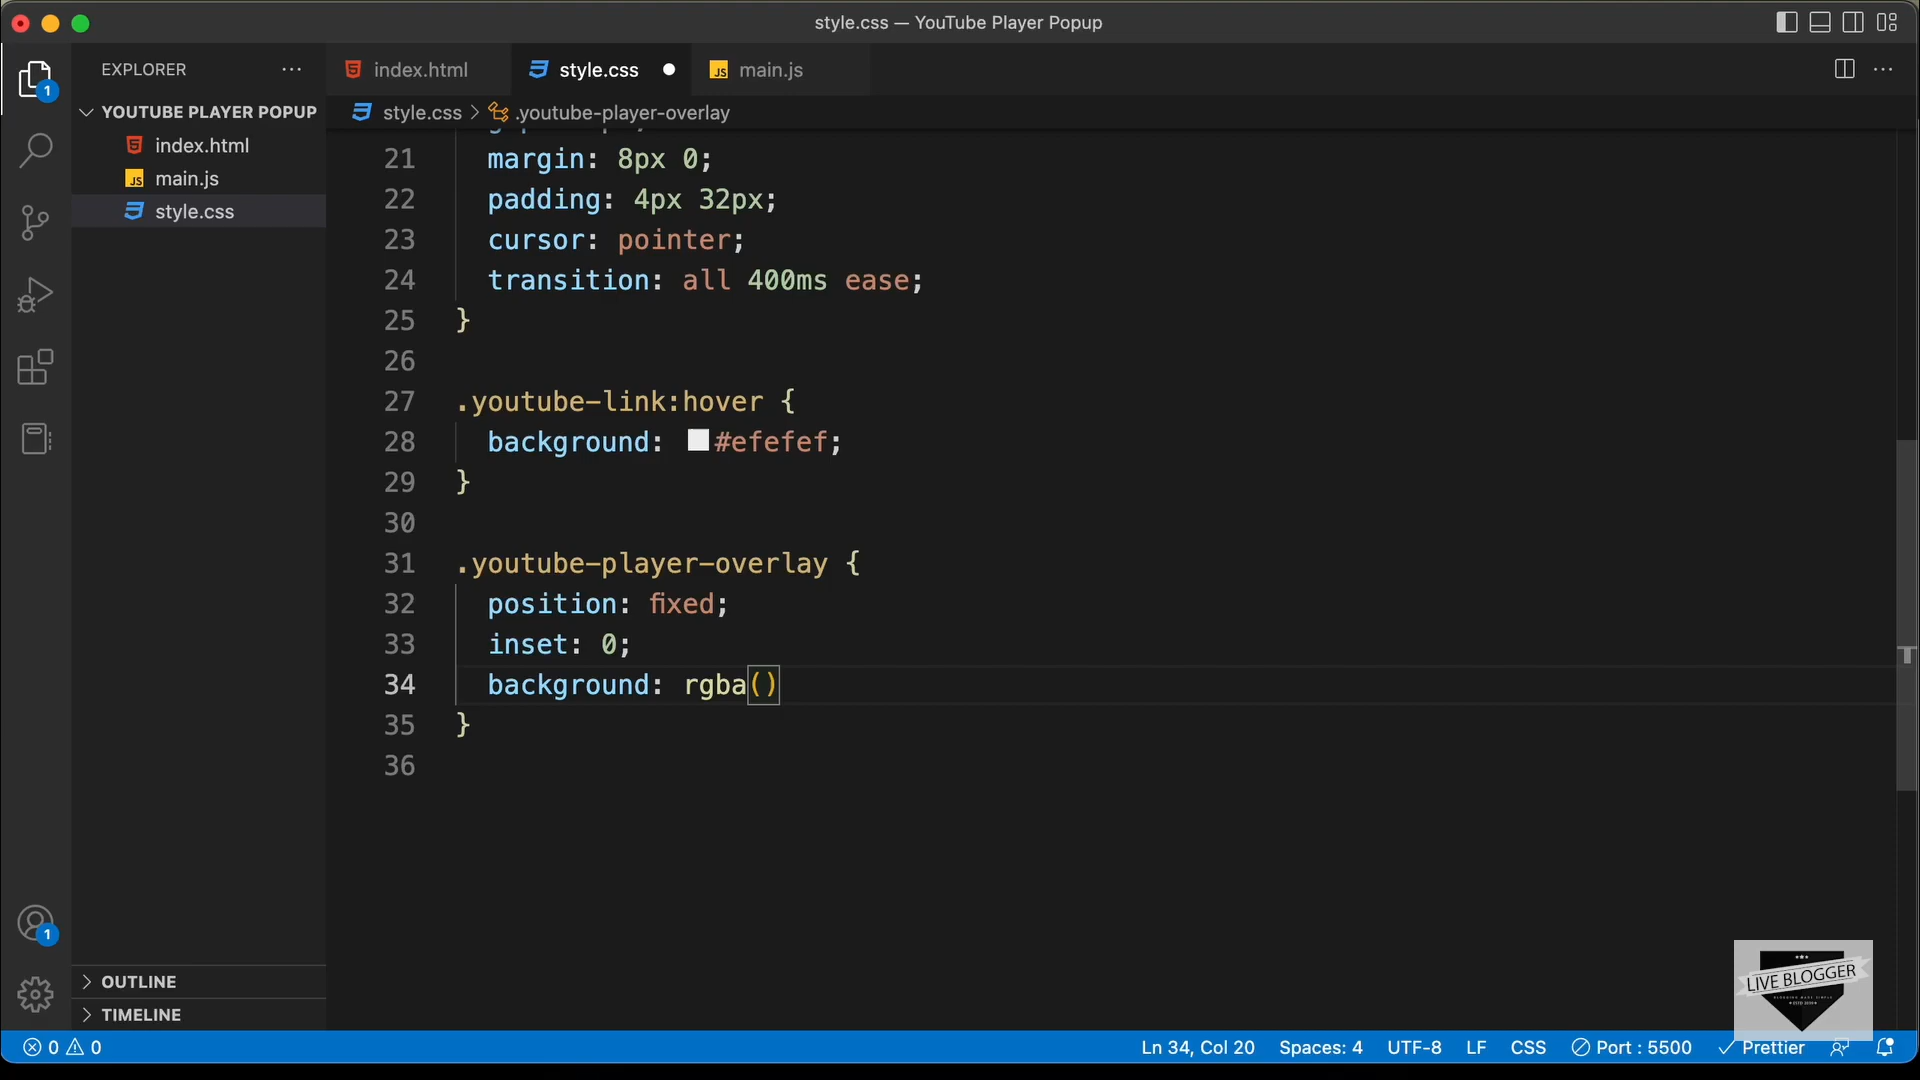 style.css — YouTube Player Popup
EXPLORER
index.html
style.css
main.js
1
YOUTUBE PLAYER POPUP
style.css > .youtube-player-overlay
index.html
main.js
style.css
21 margin: 8px 0;
22 padding: 4px 32px;
23 cursor: pointer;
24 transition: all 400ms ease;
25 }
26
27 .youtube-link:hover {
28 background: #efefef;
29 }
30
31 .youtube-player-overlay {
32 position: fixed;
33 inset: 0;
34 background: rgba()
35 }
36
1
OUTLINE
TIMELINE
LIVE BLOGGER
0 0
Ln 34, Col 20 Spaces: 4 UTF-8 LF CSS Port : 5500 Prettier